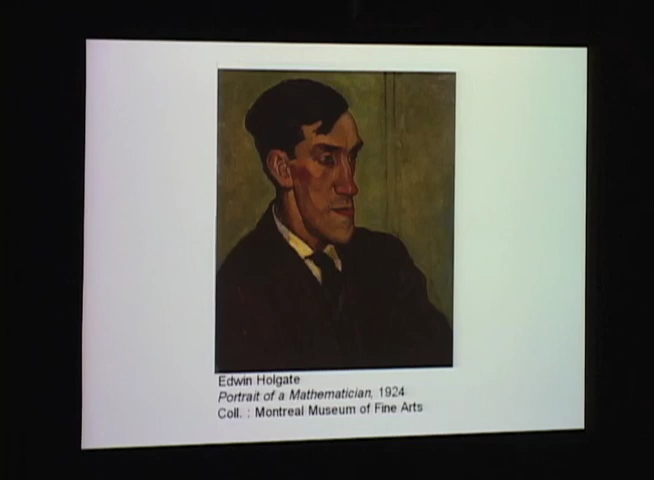 Edwin Holgate
Portrait of a Mathematician, 1924
Coll. : Montreal Museum of Fine Arts